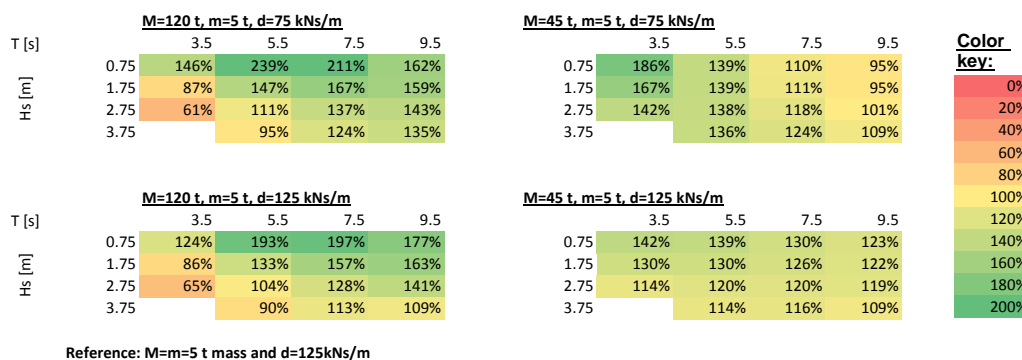 M=120 t, m=5 t, d=75 kNs/m
T [s] 3.5 5.5 7.5 9.5
Hs [m]
0.75 146% 239% 211% 162%
1.75 87% 147% 167% 159%
2.75 61% 111% 137% 143%
3.75 95% 124% 135%
M=45 t, m=5 t, d=75 kNs/m
3.5 5.5 7.5 9.5
0.75 186% 139% 110% 95%
1.75 167% 139% 111% 95%
2.75 142% 138% 118% 101%
3.75 136% 124% 109%
Color
key:
0%
20%
40%
60%
80%
100%
120%
140%
160%
180%
200%
M=120 t, m=5 t, d=125 kNs/m
T [s] 3.5 5.5 7.5 9.5
Hs [m]
0.75 124% 193% 197% 177%
1.75 86% 133% 157% 163%
2.75 65% 104% 128% 141%
3.75 90% 113% 109%
M=45 t, m=5 t, d=125 kNs/m
3.5 5.5 7.5 9.5
0.75 142% 139% 130% 123%
1.75 130% 130% 126% 122%
2.75 114% 120% 120% 119%
3.75 114% 116% 109%
Reference: M=m=5 t mass and d=125kNs/m